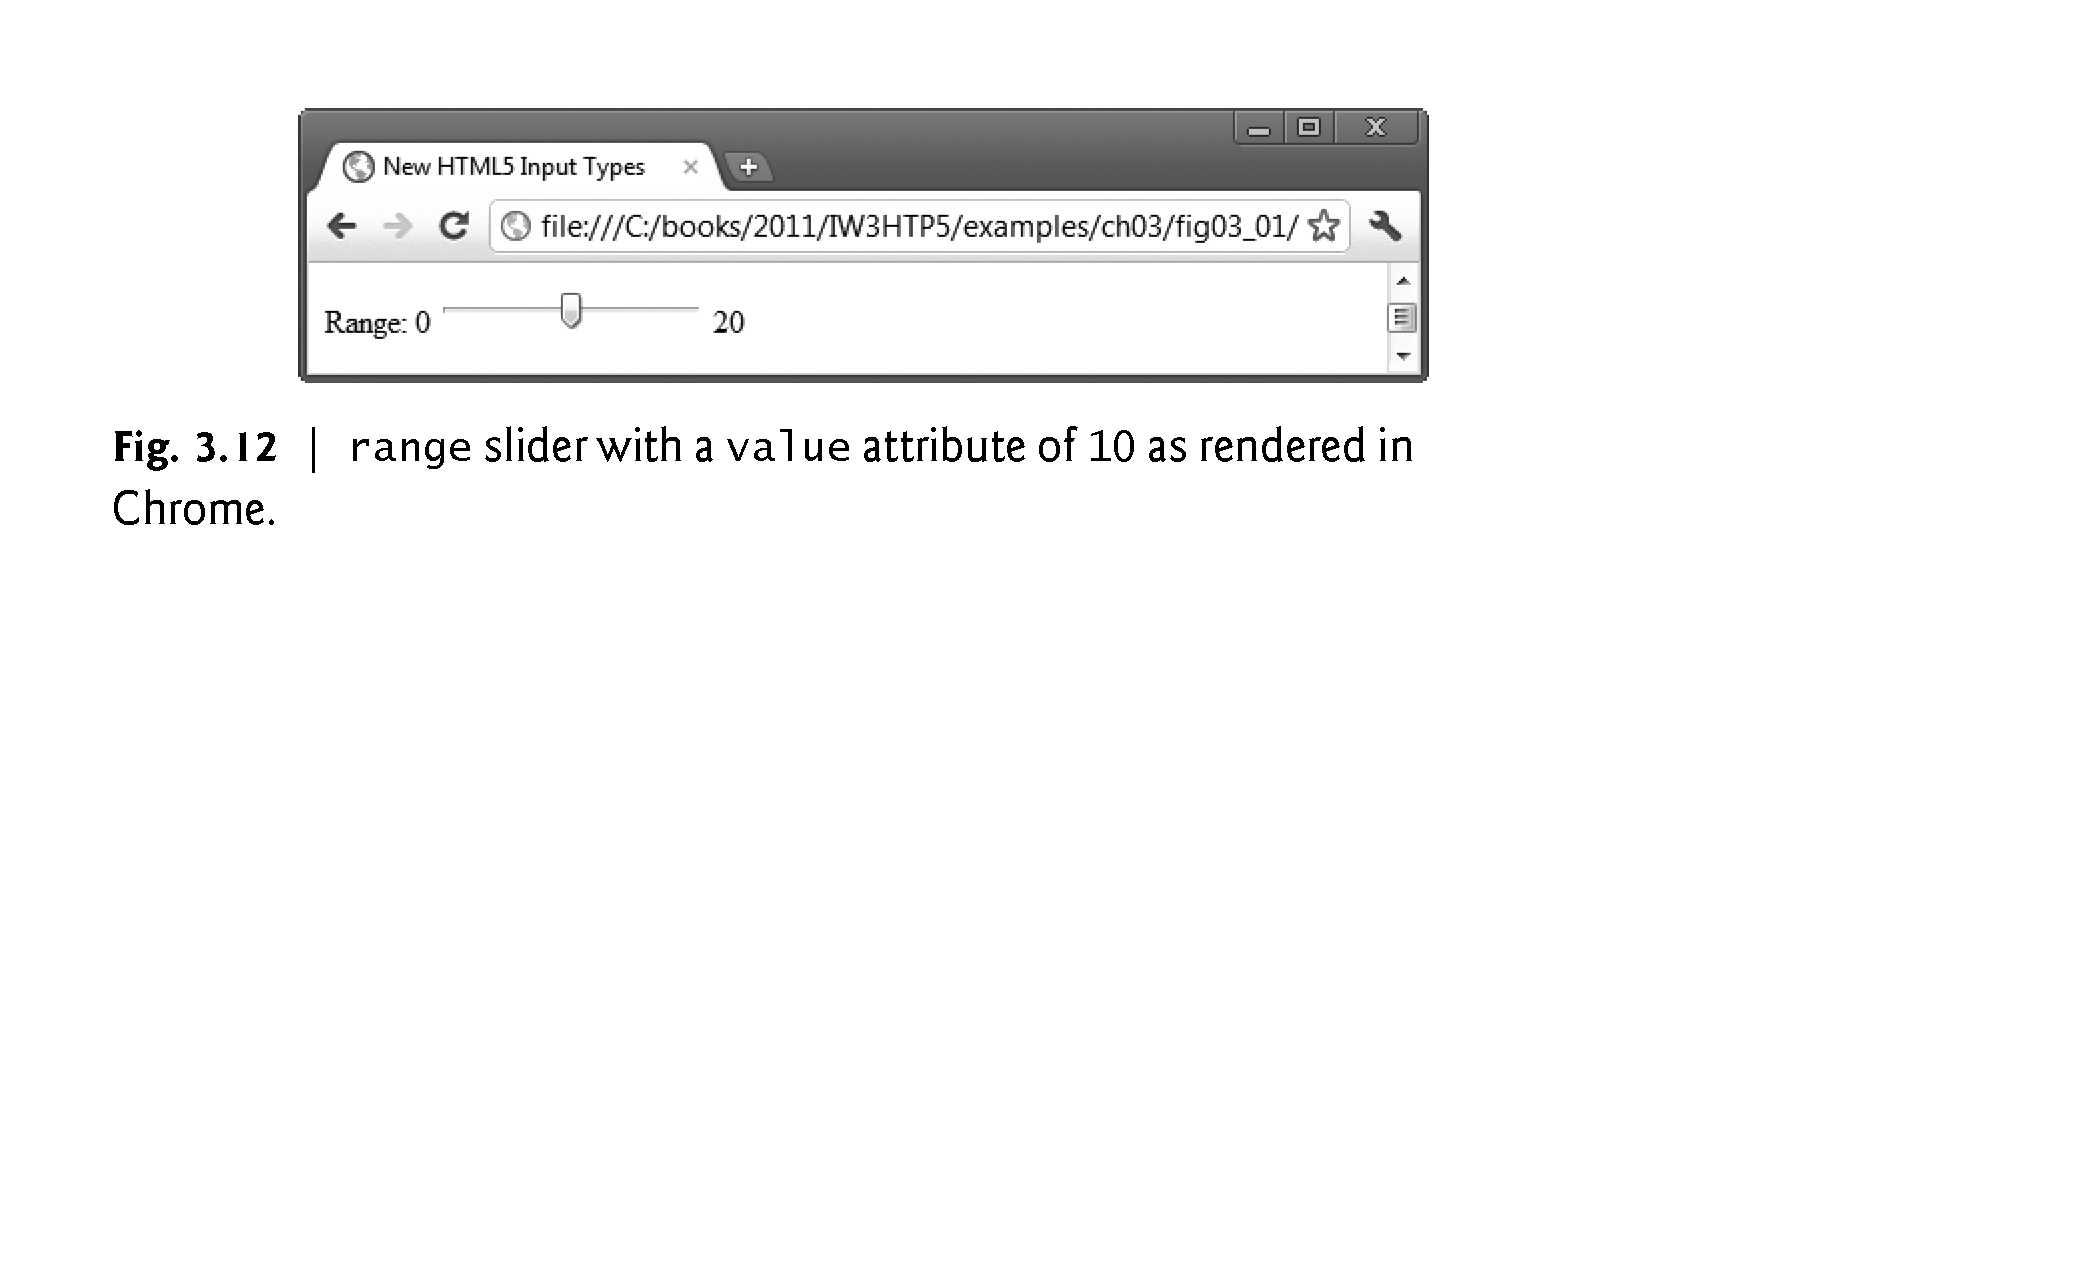 New HTML5 Input Types
file:///C:/books/2011/IW3HTP5/examples/ch03/fig03_01/
Range: 0 20
Fig. 3.12 | range slider with a value attribute of 10 as rendered in
Chrome.